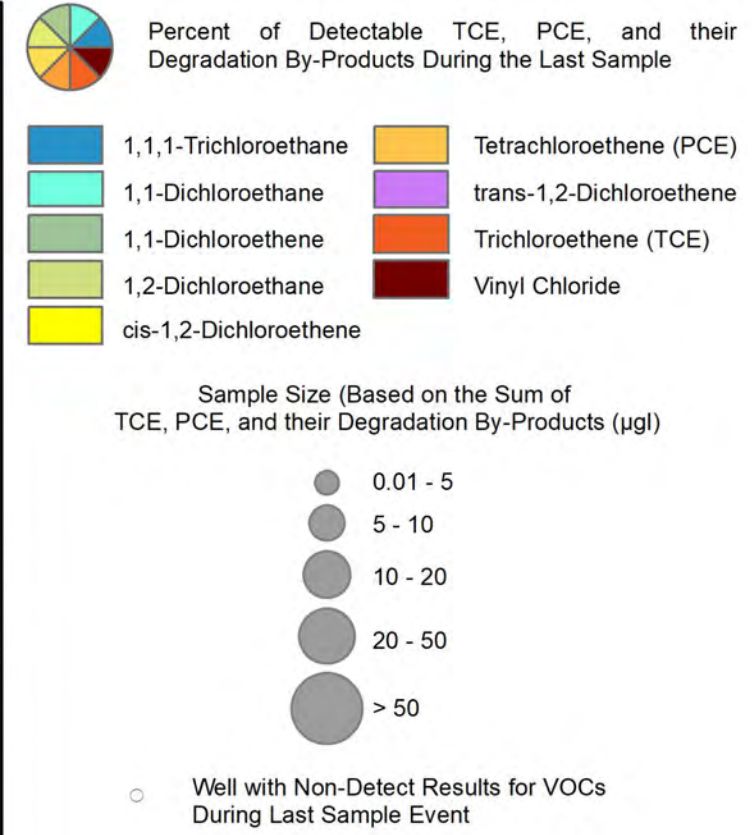 Percent of Detectable TCE, PCE, and their
Degradation By-Products During the Last Sample
1,1,1-Trichloroethane
1,1-Dichloroethane
1,1-Dichloroethene
1,2-Dichloroethane
cis-1,2-Dichloroethene
Tetrachloroethene (PCE)
trans-1,2-Dichloroethene
Trichloroethene (TCE)
Vinyl Chloride
Sample Size (Based on the Sum of
TCE, PCE, and their Degradation By-Products (µgl)
0.01 - 5
5 - 10
10 - 20
20 - 50
> 50
Well with Non-Detect Results for VOCs
During Last Sample Event